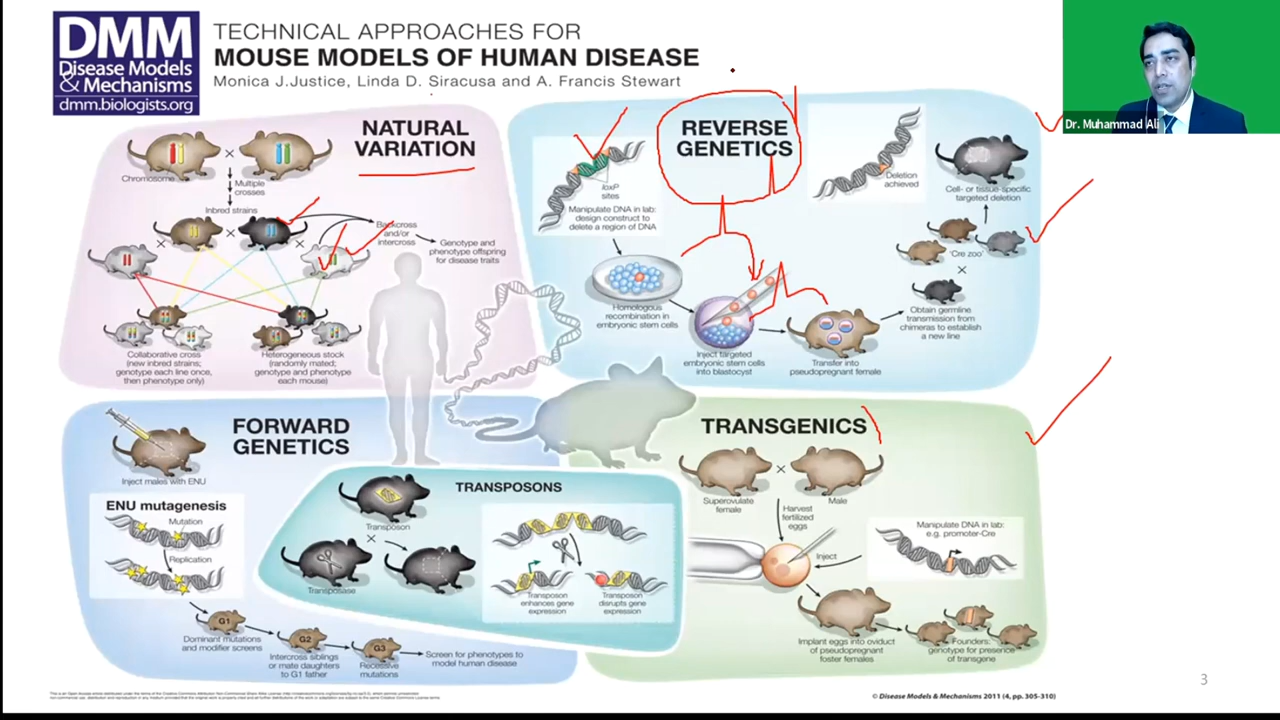 DMM
Disease Models
& Mechanisms
dmm.biologists.org
TECHNICAL APPROACHES FOR
MOUSE MODELS OF HUMAN DISEASE
Monica J.Justice, Linda D. Siracusa and A. Francis Stewart
Dr. Muhammad Ali
NATURAL
VARIATION
Chromosome
Multiple
crosses
Inbred strains
Backcross
and/or
intercross
Genotype and
phenotype offspring
for disease traits
Collaborative cross
(new inbred strains;
genotype each line once,
then phenotype only)
Heterogeneous stock
(randomly mated;
genotype and phenotype
each mouse)
REVERSE
GENETICS
loxP
sites
Manipulate DNA in lab:
design construct to
delete a region of DNA
Homologous
recombination in
embryonic stem cells
Inject targeted
embryonic stem cells
into blastocyst
Transfer into
pseudopregnant female
Obtain germline
transmission from
chimeras to establish
a new line
'Cre zoo'
Cell- or tissue-specific
targeted deletion
Deletion
achieved
FORWARD
GENETICS
Inject males with ENU
ENU mutagenesis
Mutation
Replication
G1
Dominant mutations
and modifier screens
G2
Intercross siblings
or mate daughters
to G1 father
G3
Recessive
mutations
Screen for phenotypes to
model human disease
TRANSPOSONS
Transposon
Transposase
Transposon
enhances gene
expression
Transposon
disrupts gene
expression
TRANSGENICS
Superovulate
female
Male
Harvest
fertilized
eggs
Inject
Manipulate DNA in lab:
e.g. promoter-Cre
Implant eggs into oviduct
of pseudopregnant
foster females
Founders:
genotype for presence
of transgene
3
© Disease Models & Mechanisms 2011 (4, pp. 305-310)